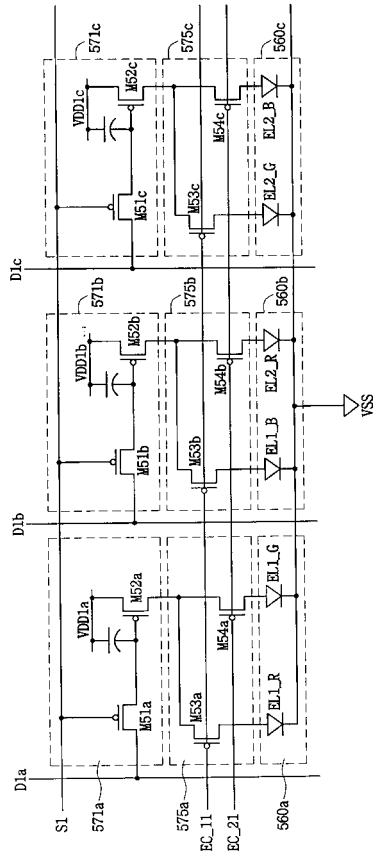 571a
571b
571c
575a
575b
575c
560a
560b
560c
D1a
D1b
D1c
S1
EC_11
EC_21
VDD1a
VDD1b
VDD1c
M51a
M51b
M51c
M52a
M52b
M52c
M53a
M53b
M53c
M54a
M54b
M54c
EL1_R
EL1_G
EL1_B
EL2_R
EL2_G
EL2_B
VSS